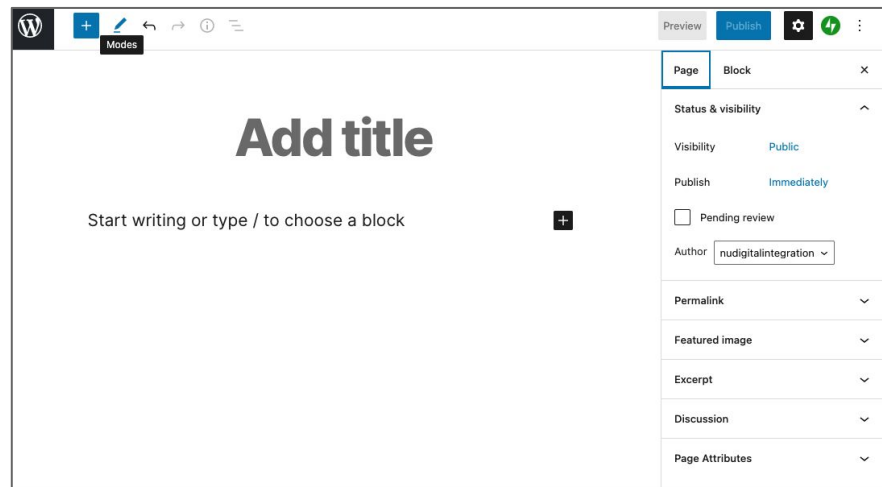 Preview Publish
Modes
Page Block
Status & visibility
Add title
Visibility Public
Publish Immediately
Start writing or type / to choose a block
Pending review
Author nudigitalintegration
Permalink
Featured image
Excerpt
Discussion
Page Attributes